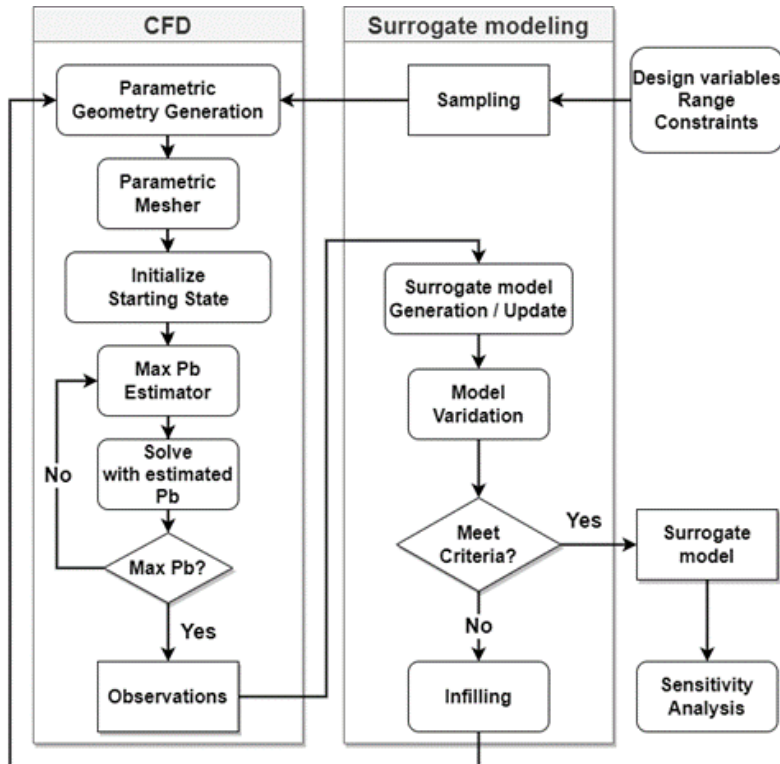 CFD
Surrogate modeling
Parametric
Geometry Generation
Sampling
Design variables
Range
Constraints
Parametric
Mesher
Initialize
Starting State
Surrogate model
Generation / Update
Max Pb
Estimator
Model
Varidation
No
Solve
with estimated
Pb
Meet
Criteria?
Yes
Surrogate
model
Max Pb?
Yes
No
Observations
Infilling
Sensitivity
Analysis